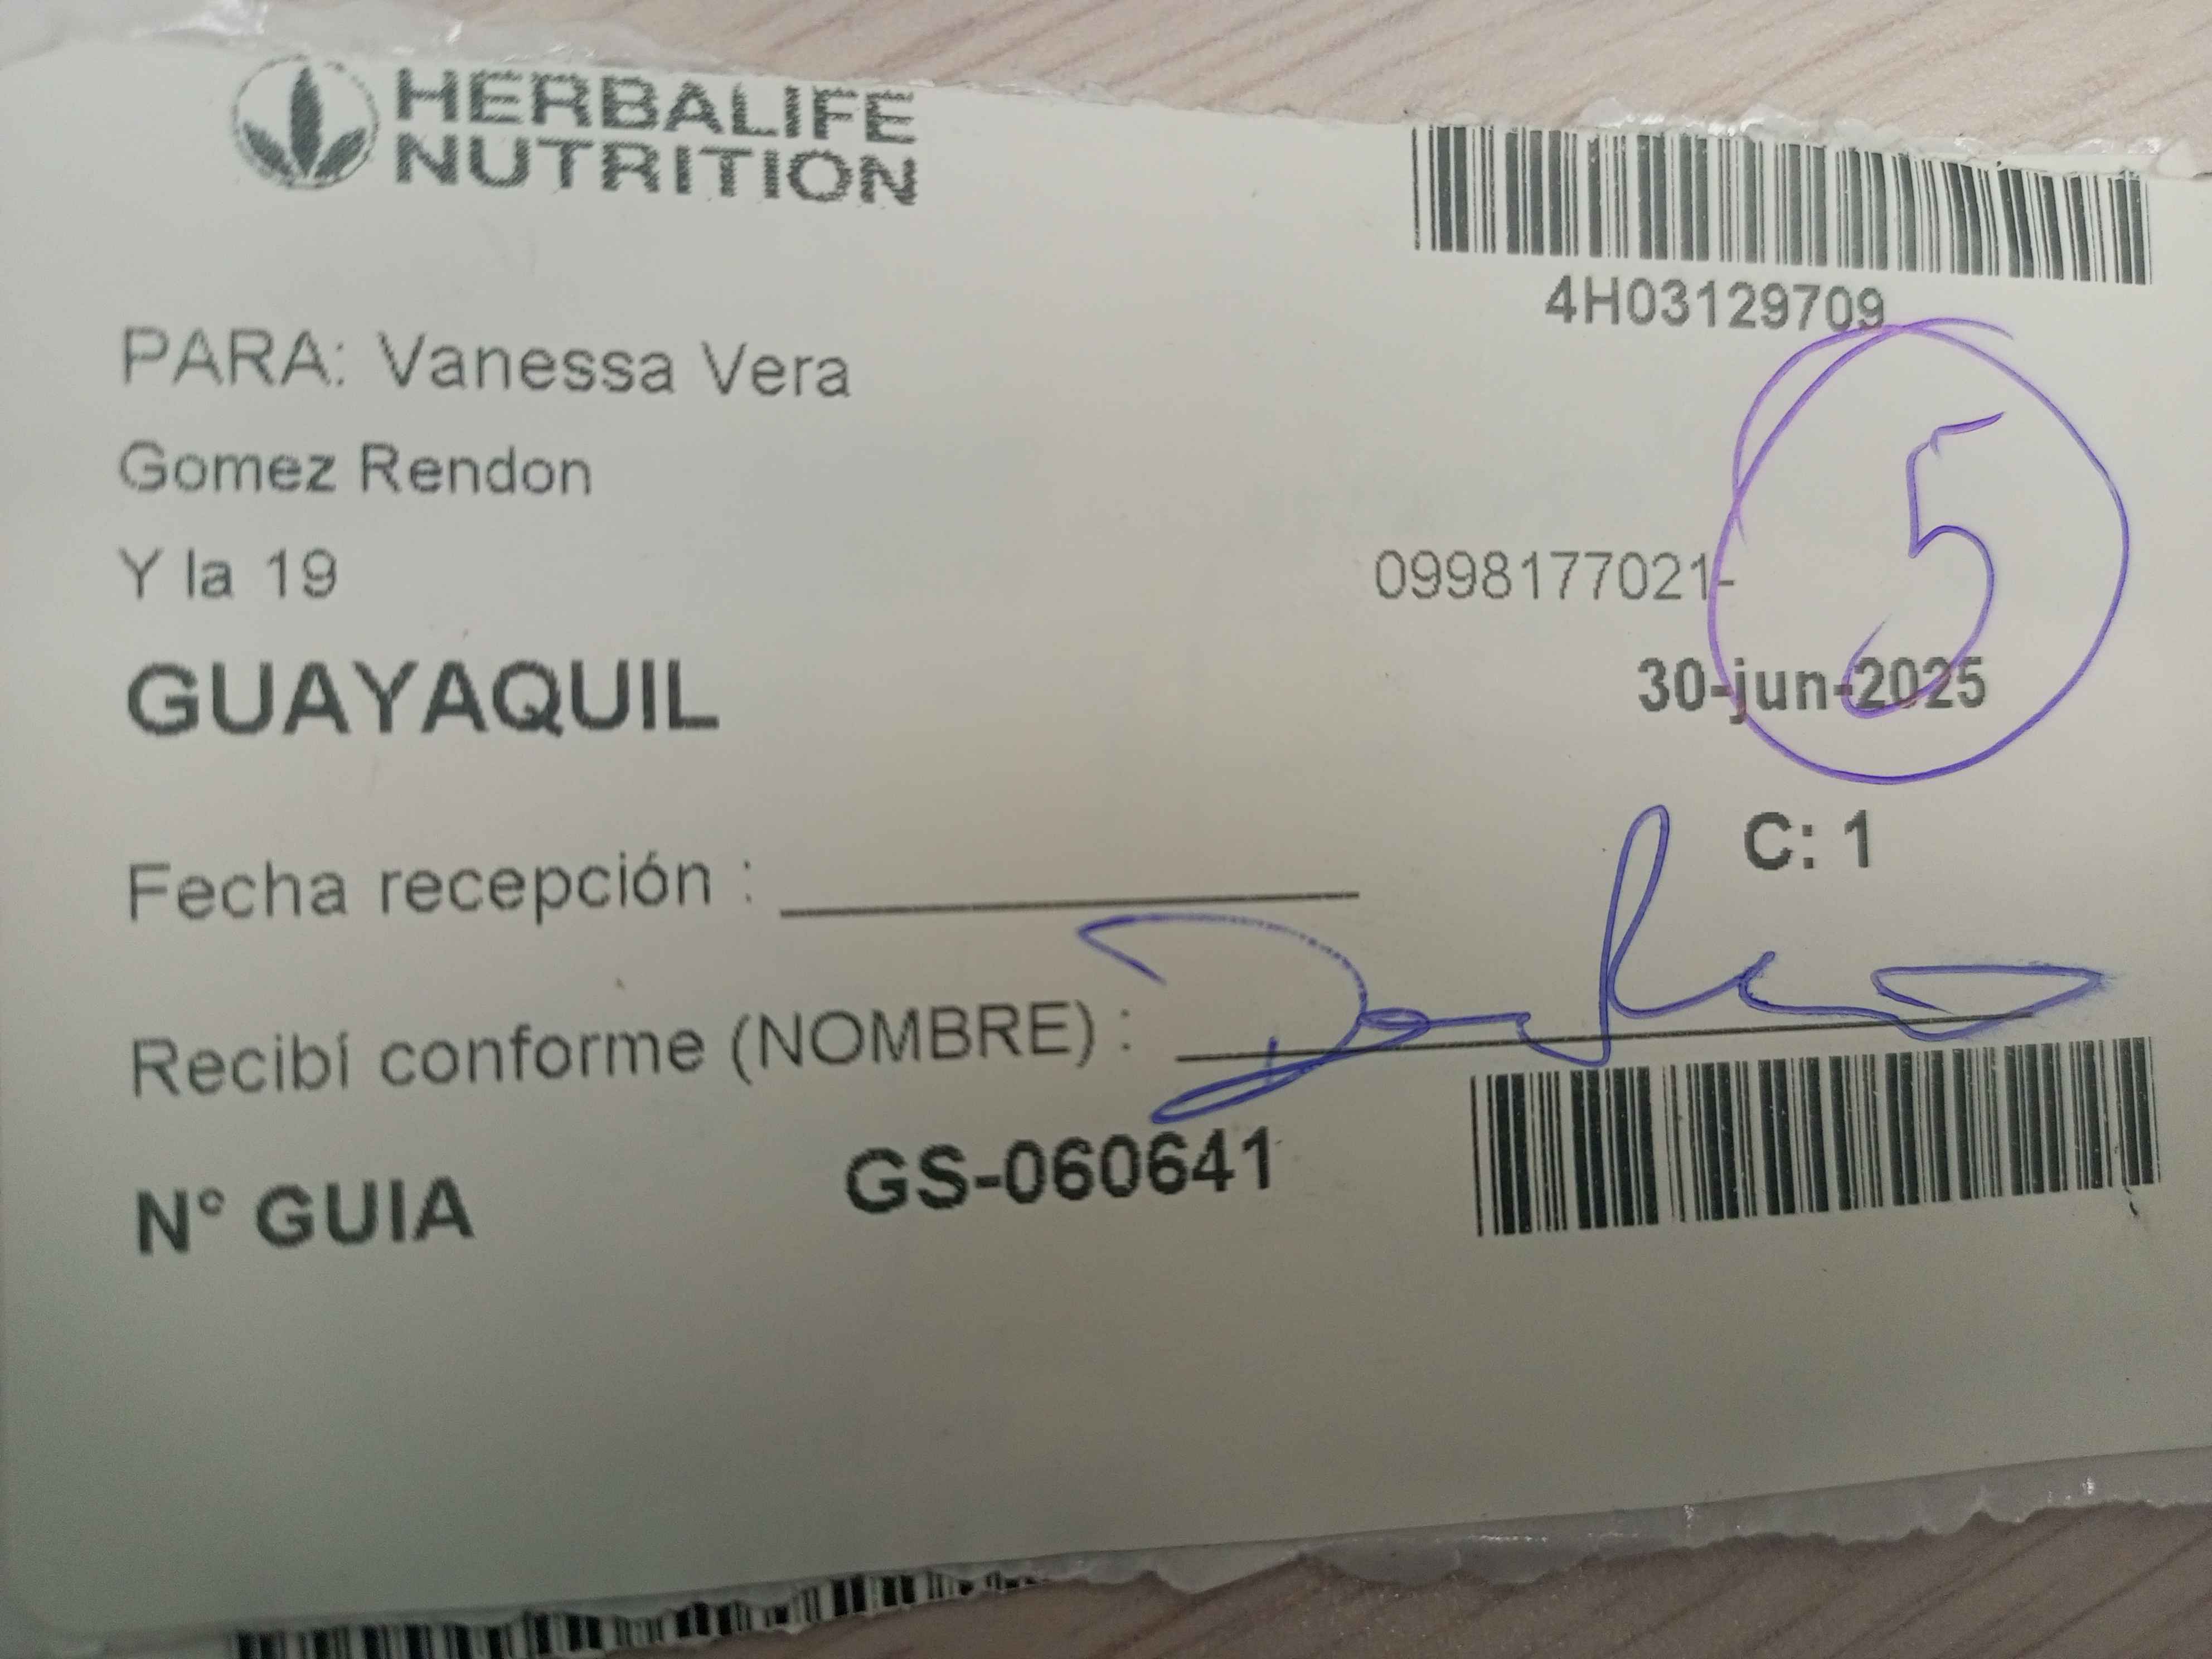 HERBALIFE
NUTRITION
4H03129709
PARA: Vanessa Vera
Gomez Rendon
5
Y la 19
0998177021-
GUAYAQUIL
30-jun-2025
C: 1
Fecha recepción :
Recibí conforme (NOMBRE) :
N° GUIA
GS-060641